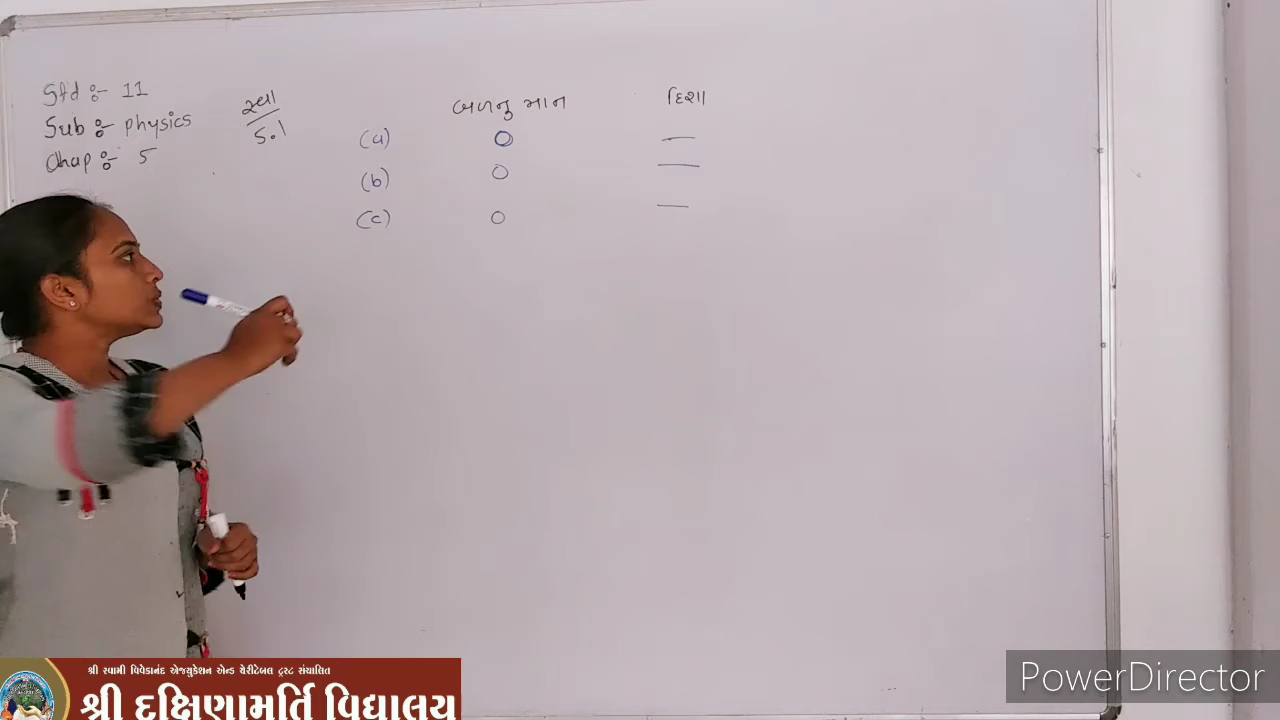 Std :- 11
Sub :- physics
Chap :- 5
સ્વા
5.1
બળનુ માન દિશા
(a) 0 —
(b) 0 —
(c) 0 —
શ્રી સ્વામી વિવેકાનંદ એજ્યુકેશન એન્ડ ચેરીટેબલ ટ્રસ્ટ સંચાલિત
શ્રી દક્ષિણામૂર્તિ વિદ્યાલય
PowerDirector